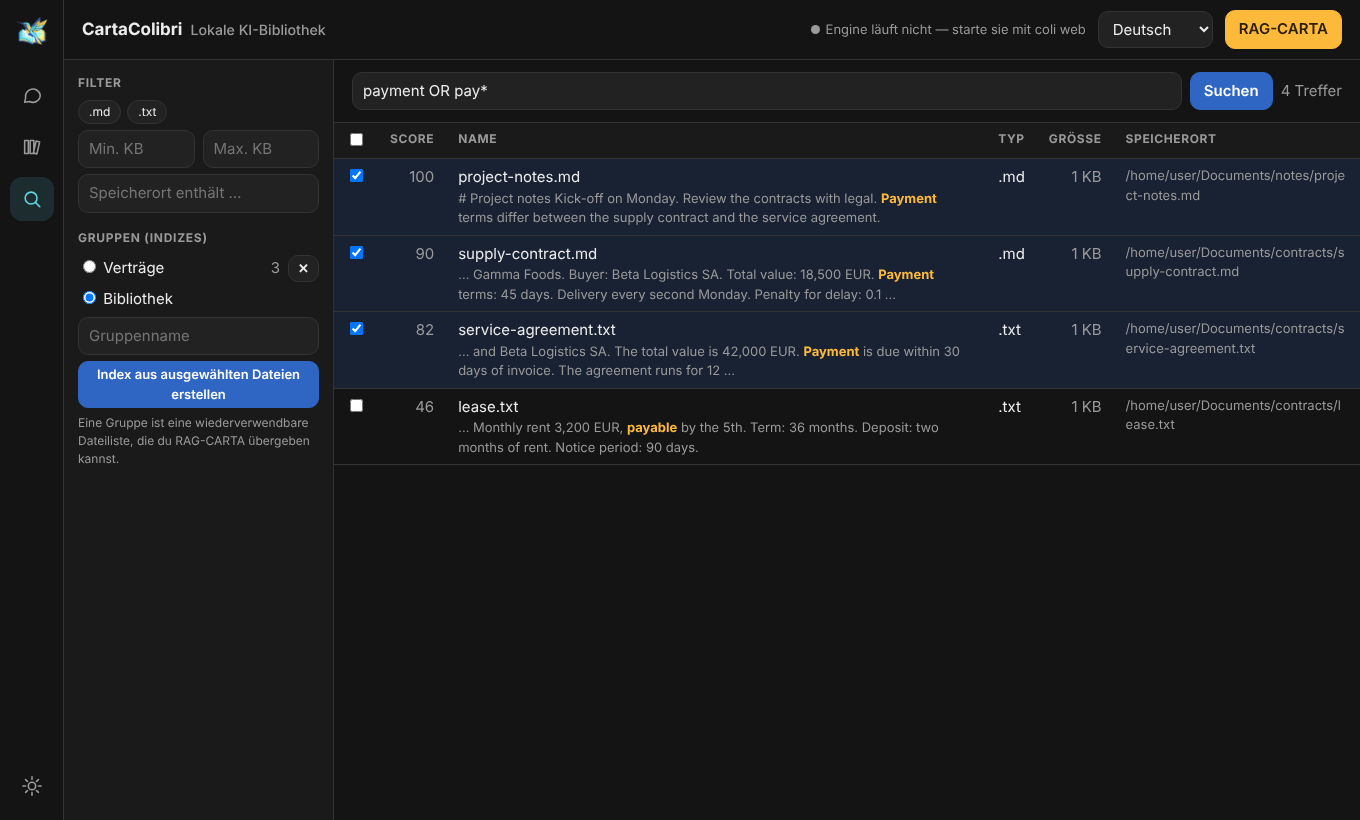 CartaColibri Lokale KI-Bibliothek
Engine läuft nicht — starte sie mit coli web
Deutsch
RAG-CARTA
FILTER
.md .txt
Min. KB Max. KB
Speicherort enthält ...
GRUPPEN (INDIZES)
Verträge 3 ×
Bibliothek
Gruppenname
Index aus ausgewählten Dateien
erstellen
Eine Gruppe ist eine wiederverwendbare
Dateiliste, die du RAG-CARTA übergeben
kannst.
payment OR pay*
Suchen
4 Treffer
SCORE NAME TYP GRÖSSE SPEICHERORT
100 project-notes.md .md 1 KB /home/user/Documents/notes/proje
ct-notes.md
# Project notes Kick-off on Monday. Review the contracts with legal. Payment
terms differ between the supply contract and the service agreement.
90 supply-contract.md .md 1 KB /home/user/Documents/contracts/s
upply-contract.md
... Gamma Foods. Buyer: Beta Logistics SA. Total value: 18,500 EUR. Payment
terms: 45 days. Delivery every second Monday. Penalty for delay: 0.1 ...
82 service-agreement.txt .txt 1 KB /home/user/Documents/contracts/s
ervice-agreement.txt
... and Beta Logistics SA. The total value is 42,000 EUR. Payment is due within 30
days of invoice. The agreement runs for 12 ...
46 lease.txt .txt 1 KB /home/user/Documents/contracts/l
ease.txt
... Monthly rent 3,200 EUR, payable by the 5th. Term: 36 months. Deposit: two
months of rent. Notice period: 90 days.